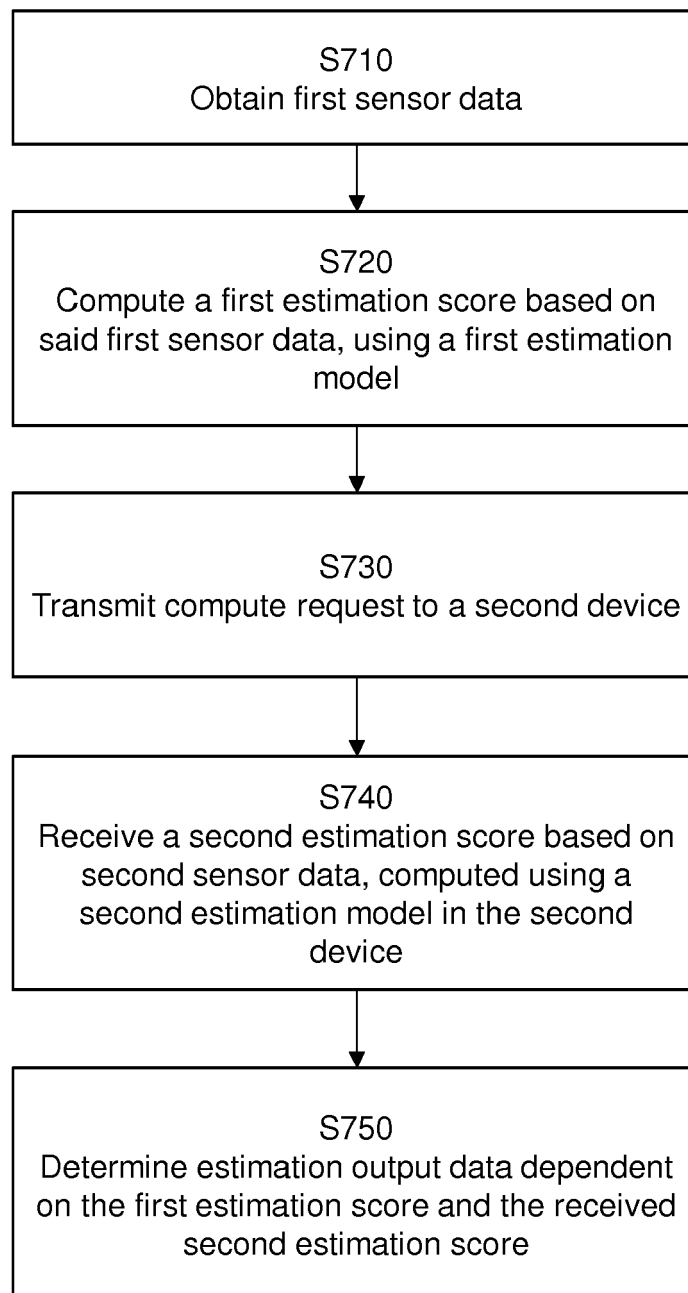 S710
Obtain first sensor data
S720
Compute a first estimation score based on
said first sensor data, using a first estimation
model
S730
Transmit compute request to a second device
S740
Receive a second estimation score based on
second sensor data, computed using a
second estimation model in the second
device
S750
Determine estimation output data dependent
on the first estimation score and the received
second estimation score